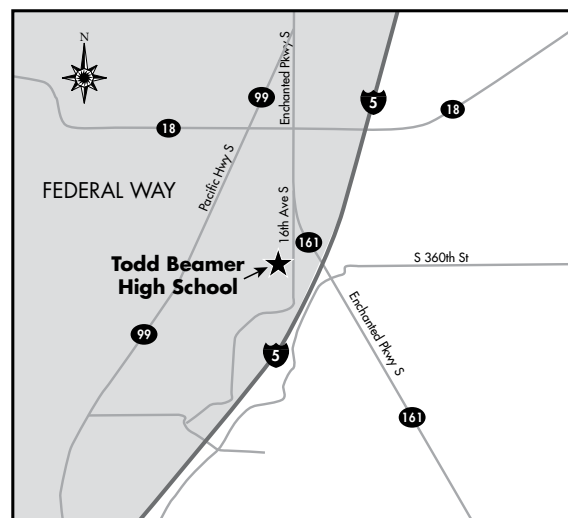 N
Enchanted Pkwy S
99
5
18
18
Pacific Hwy S
FEDERAL WAY
16th Ave S
161
Todd Beamer
High School
S 360th St
Enchanted Pkwy S
99
5
161